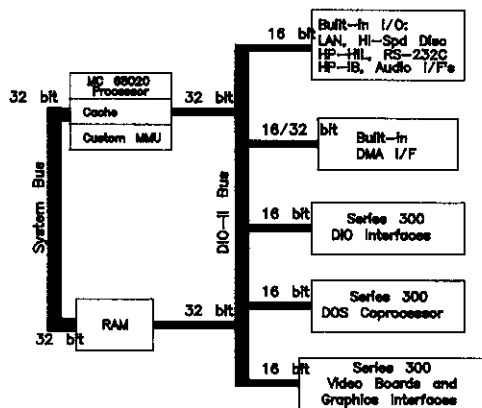 16 bit
Built-in I/O:
LAN, Hi-Spd Disc
HP-HIL, RS-232C
HP-IB, Audio I/F's
MC 68020
Processor
Cache
Custom MMU
32 bit
32 bit
System Bus
DIO-II Bus
16/32 bit
Built-in
DMA I/F
16 bit
Series 300
DIO Interfaces
RAM
32 bit
32 bit
16 bit
Series 300
DOS Coprocessor
16 bit
Series 300
Video Boards and
Graphics Interfaces